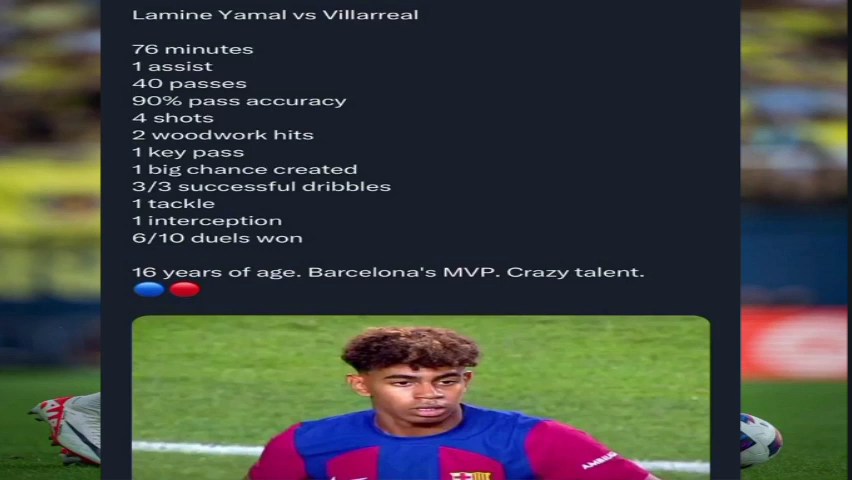 Lamine Yamal vs Villarreal
76 minutes
1 assist
40 passes
90% pass accuracy
4 shots
2 woodwork hits
1 key pass
1 big chance created
3/3 successful dribbles
1 tackle
1 interception
6/10 duels won
16 years of age. Barcelona's MVP. Crazy talent.